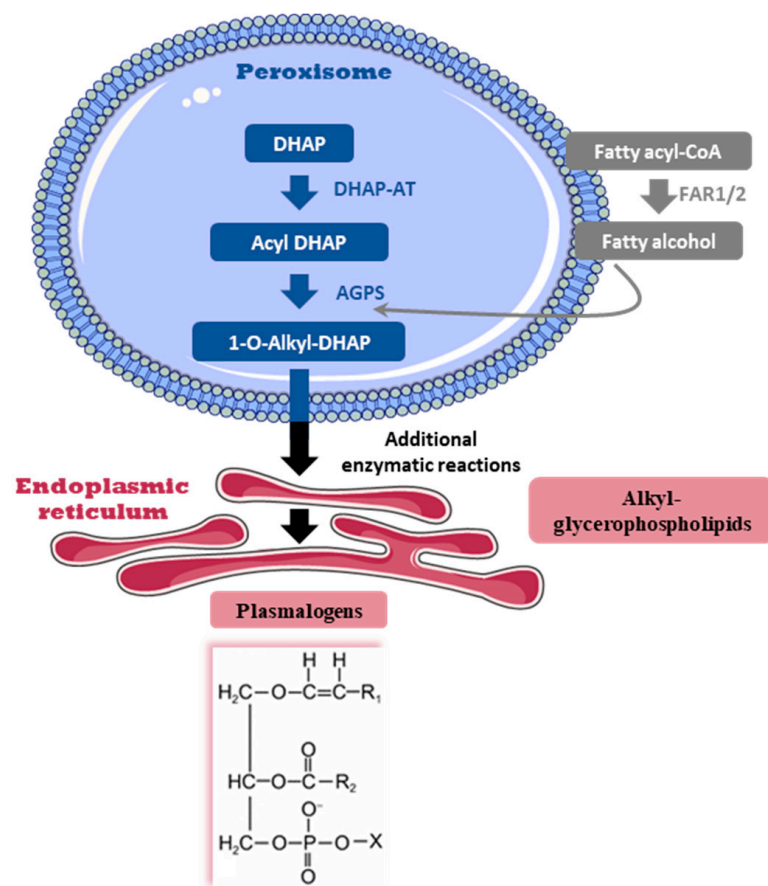 Peroxisome
DHAP
DHAP-AT
Acyl DHAP
AGPS
1-O-Alkyl-DHAP
Fatty acyl-CoA
FAR1/2
Fatty alcohol
Additional
enzymatic reactions
Endoplasmic
reticulum
Alkyl-
glycerophospholipids
Plasmalogens
H H
H₂C–O–C=C–R₁
O
HC–O–C–R₂
O⁻
H₂C–O–P–O–X
O